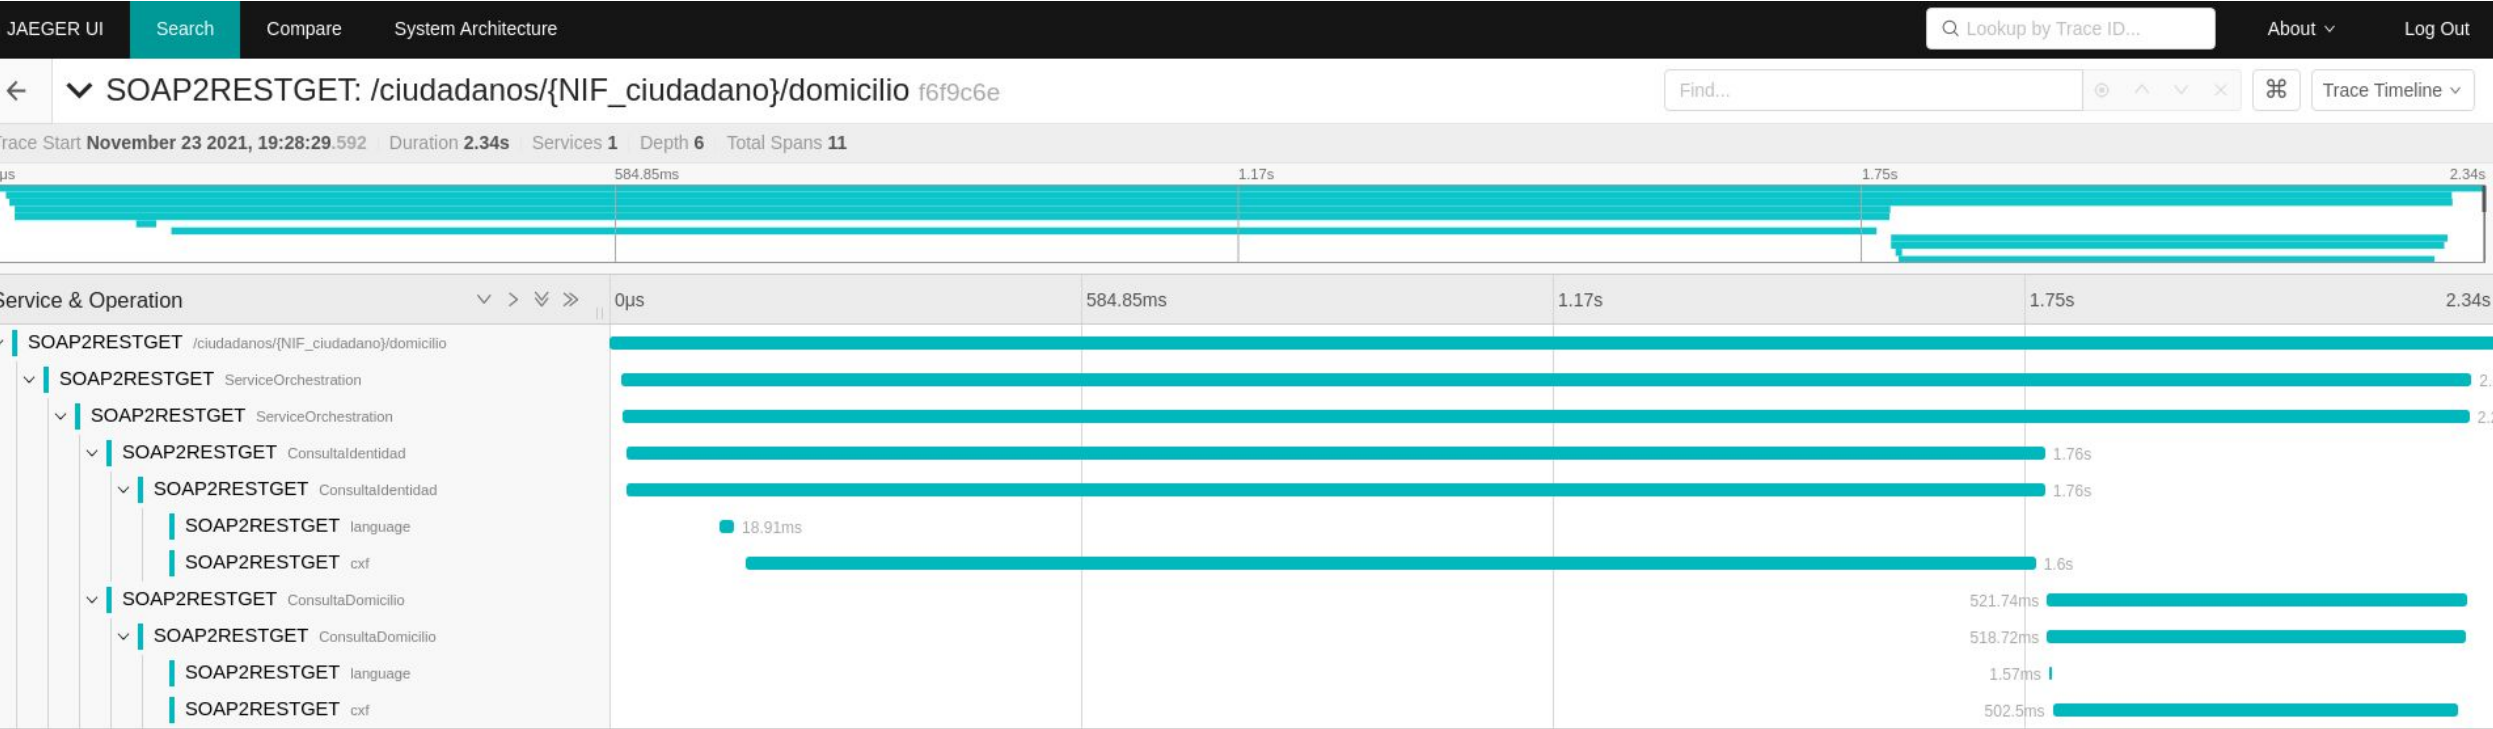 JAEGER UI Search Compare System Architecture Lookup by Trace ID... About Log Out
SOAP2RESTGET: /ciudadanos/{NIF_ciudadano}/domicilio f6f9c6e Find... ⌘ Trace Timeline
race Start November 23 2021, 19:28:29.592 Duration 2.34s Services 1 Depth 6 Total Spans 11
μs 584.85ms 1.17s 1.75s 2.34s
Service & Operation 0μs 584.85ms 1.17s 1.75s 2.34s
SOAP2RESTGET /ciudadanos/{NIF_ciudadano}/domicilio
SOAP2RESTGET ServiceOrchestration 2.
SOAP2RESTGET ServiceOrchestration 2.
SOAP2RESTGET ConsultaIdentidad 1.76s
SOAP2RESTGET ConsultaIdentidad 1.76s
SOAP2RESTGET language 18.91ms
SOAP2RESTGET cxf 1.6s
SOAP2RESTGET ConsultaDomicilio 521.74ms
SOAP2RESTGET ConsultaDomicilio 518.72ms
SOAP2RESTGET language 1.57ms
SOAP2RESTGET cxf 502.5ms